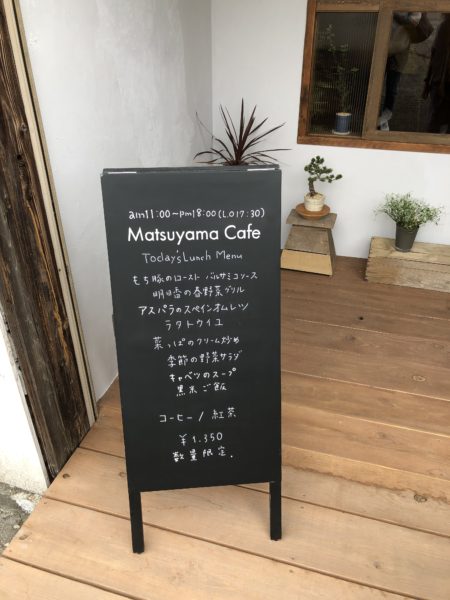 am11:00〜pm18:00(L.O17:30)
Matsuyama Cafe
Today's Lunch Menu
もち豚のロースト バルサミコソース
明日香の春野菜グリル
アスパラのスペインオムレツ
ラタトゥイユ
菜っぱのクリーム炒め
季節の野菜サラダ
キャベツのスープ
黒米ご飯
コーヒー / 紅茶
¥1.350
数量限定.